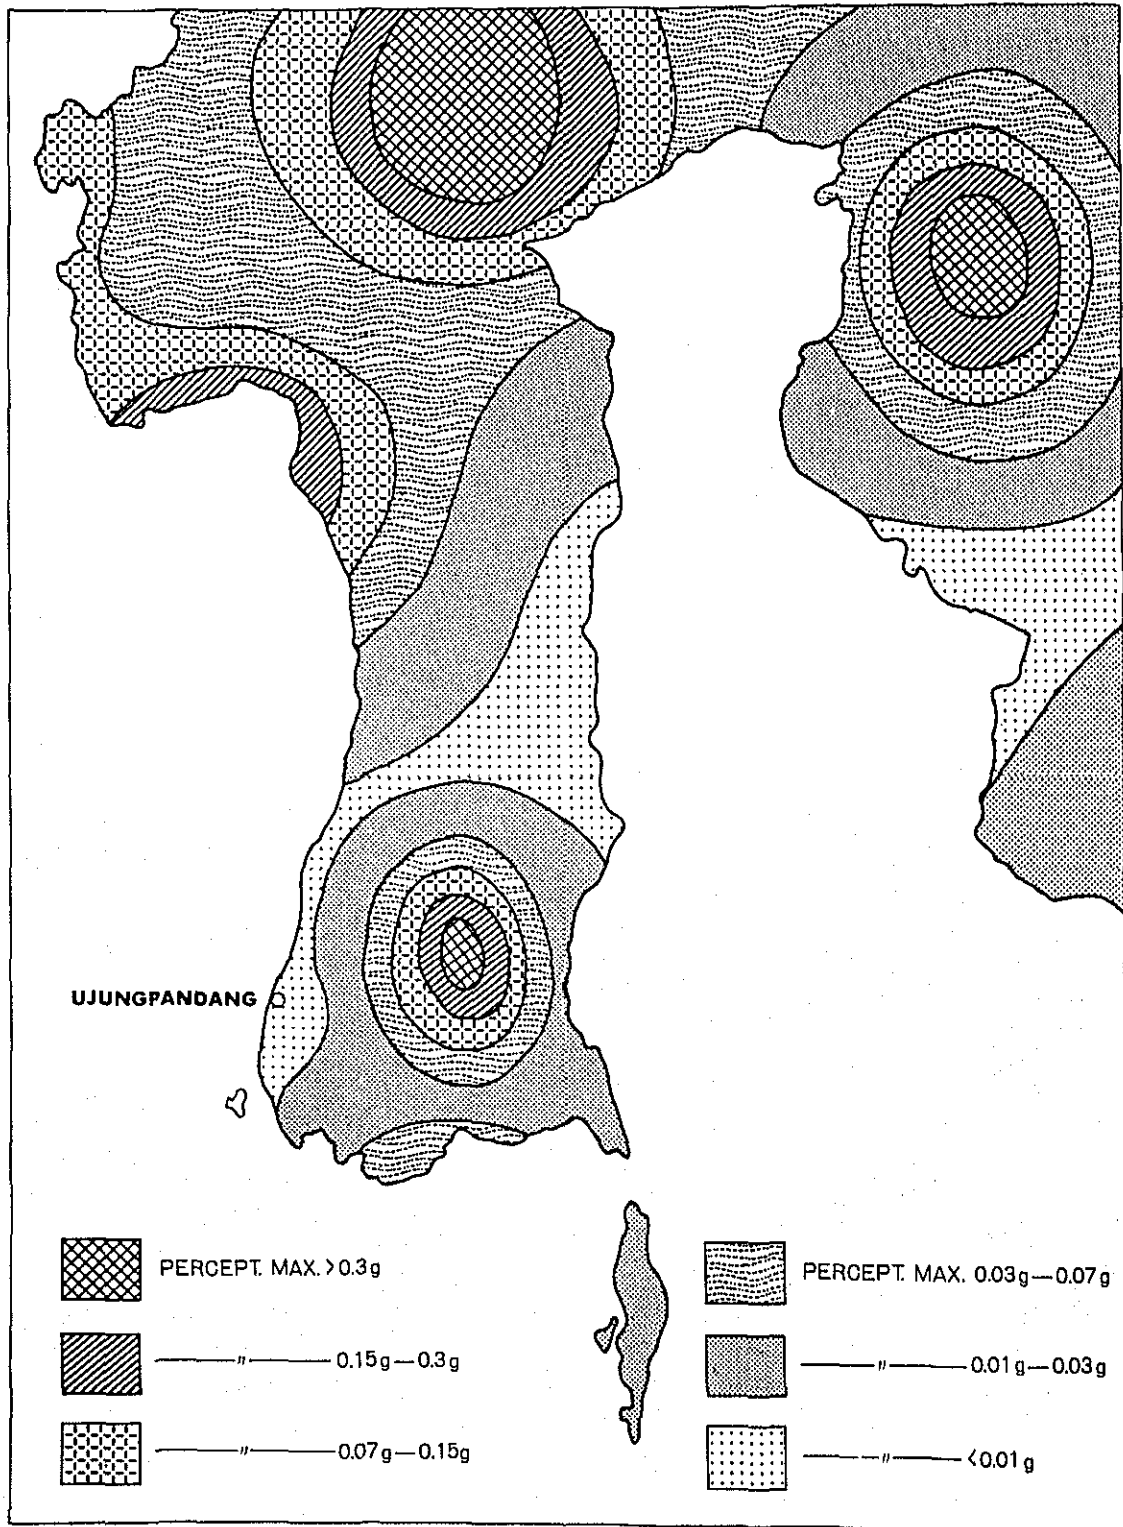 UJUNGPANDANG
PERCEPT. MAX. >0.3g
〃 0.15g—0.3g
〃 0.07g—0.15g
PERCEPT. MAX. 0.03g—0.07g
〃 0.01g—0.03g
〃 <0.01g